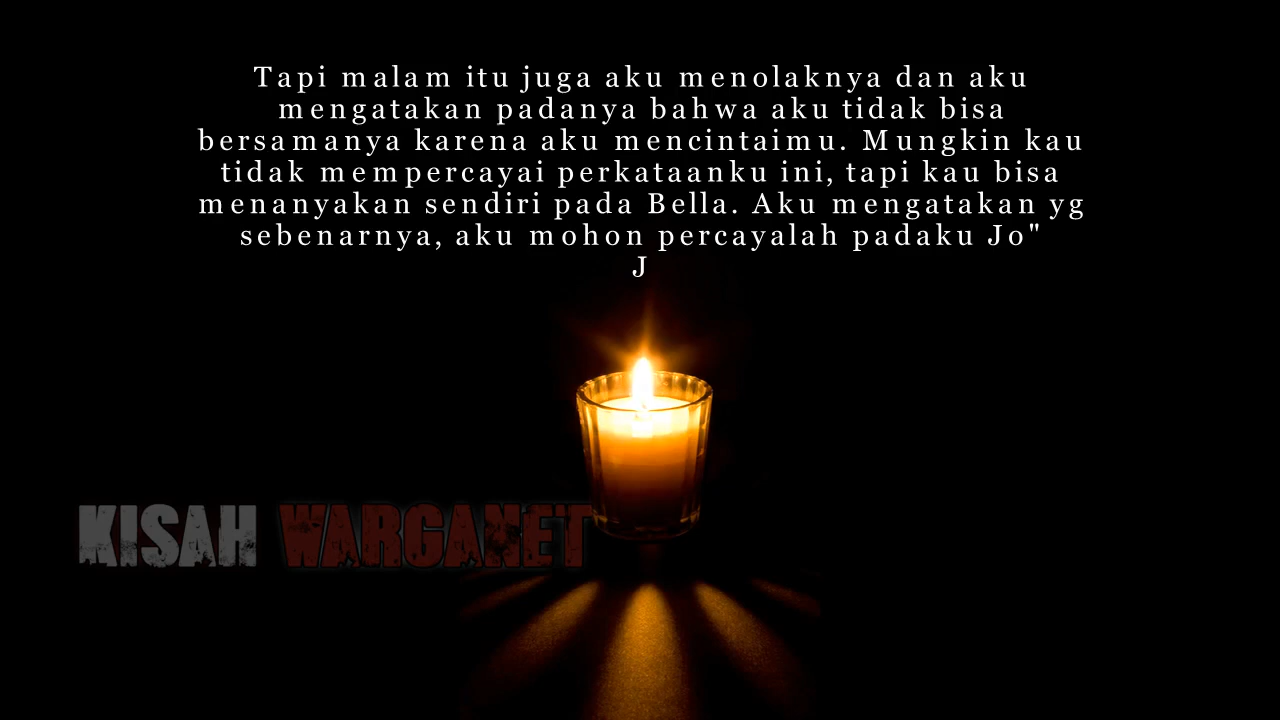 Tapi malam itu juga aku menolaknya dan aku
mengatakan padanya bahwa aku tidak bisa
bersamanya karena aku mencintaimu. Mungkin kau
tidak mempercayai perkataanku ini, tapi kau bisa
menanyakan sendiri pada Bella. Aku mengatakan yg
sebenarnya, aku mohon percayalah padaku Jo"
J
KISAH WARGANET